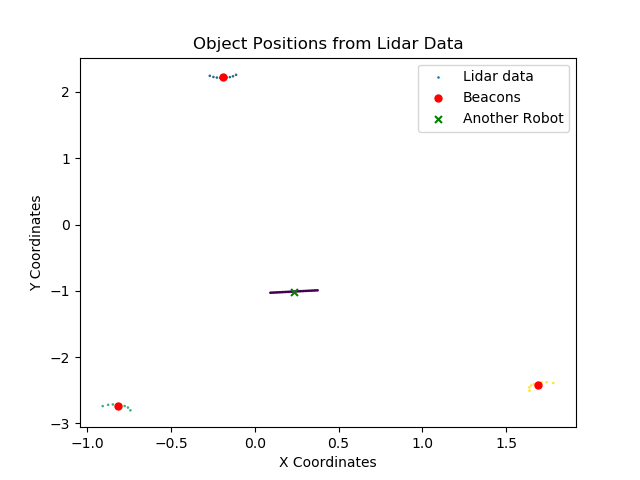 Object Positions from Lidar Data
Lidar data
Beacons
Another Robot
Y Coordinates
2
1
0
−1
−2
−3
−1.0 −0.5 0.0 0.5 1.0 1.5
X Coordinates